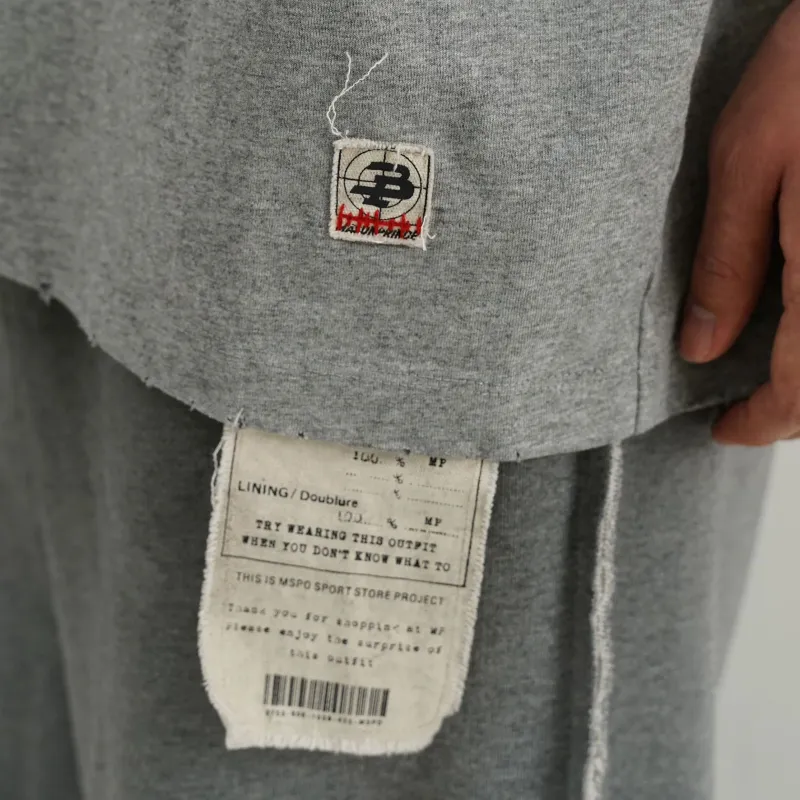 MASONPRINCE
100. % MP
%
%
LINING/Doublure
100. % MP
TRY WEARING THIS OUTFIT
WHEN YOU DON'T KNOW WHAT TO
THIS IS MSPO SPORT STORE PROJECT
Thank you for shopping at MP
Please enjoy the surprise of
this outfit